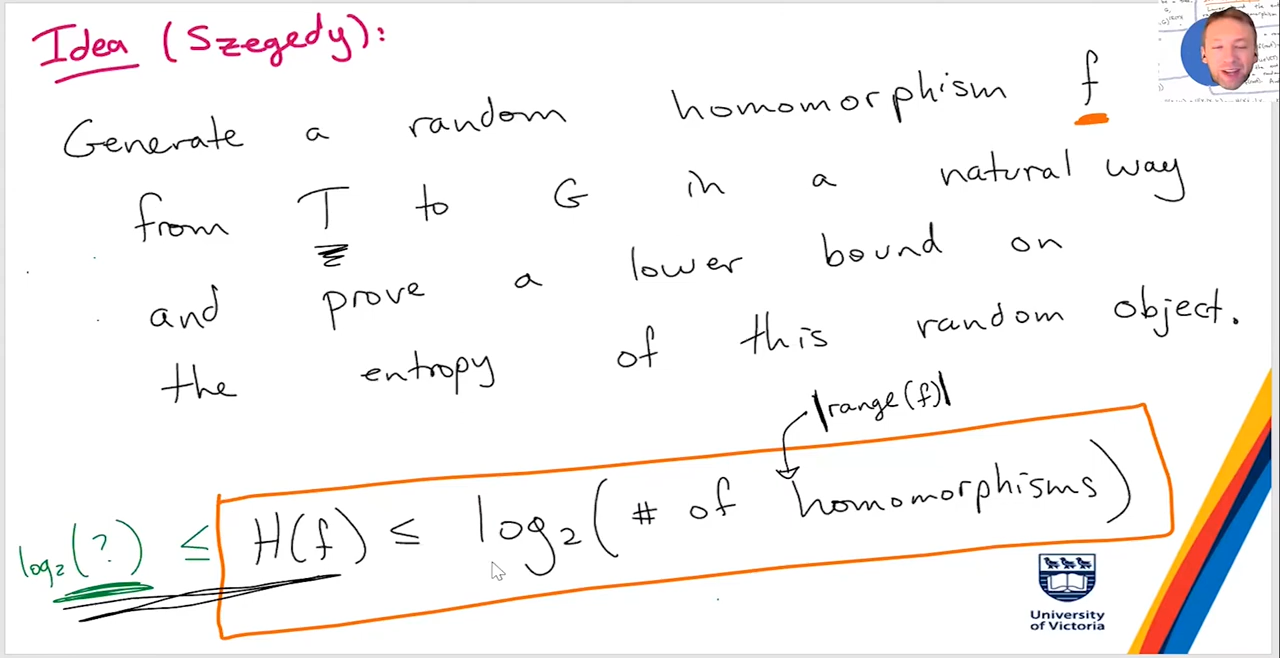 Idea (Szegedy):
Generate a random homomorphism f
from T to G in a natural way
and prove a lower bound on
the entropy of this random object.
|range(f)|
log₂(?) ≤ H(f) ≤ log₂(# of homomorphisms)
University
of Victoria